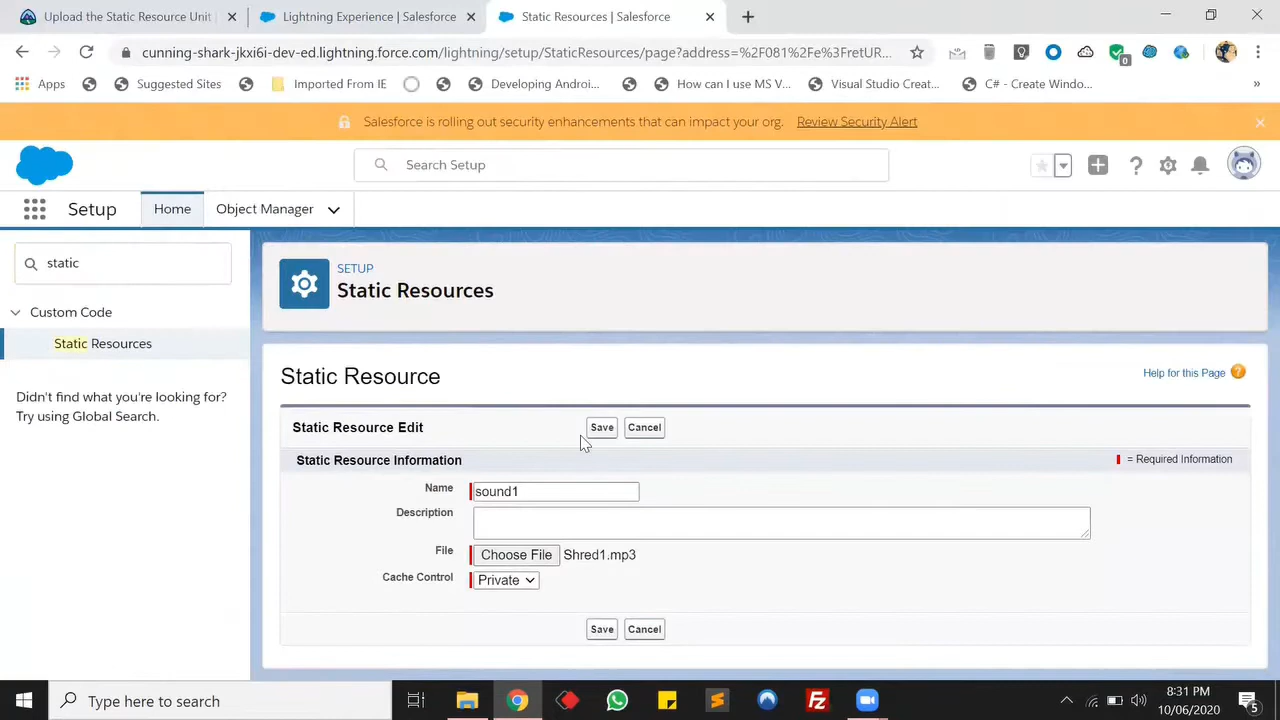 Upload the Static Resource Unit
Lightning Experience | Salesforce
Static Resources | Salesforce
cunning-shark-jkxi6i-dev-ed.lightning.force.com/lightning/setup/StaticResources/page?address=%2F081%2Fe%3FretUR...
0
Apps
Suggested Sites
Imported From IE
Developing Androi...
How can I use MS V...
Visual Studio Creat...
C# - Create Windo...
»
Salesforce is rolling out security enhancements that can impact your org. Review Security Alert
Search Setup
Setup
Home
Object Manager
static
Custom Code
Static Resources
Didn't find what you're looking for?
Try using Global Search.
SETUP
Static Resources
Static Resource
Help for this Page
Static Resource Edit
Save
Cancel
Static Resource Information
= Required Information
Name
sound1
Description
File
Choose File
Shred1.mp3
Cache Control
Private
Save
Cancel
Type here to search
8:31 PM
10/06/2020
5